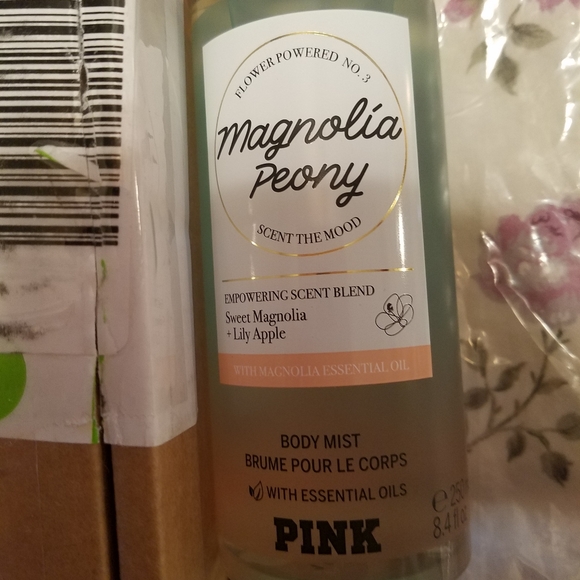 FLOWER POWERED NO. 3
Magnolia
Peony
SCENT THE MOOD
EMPOWERING SCENT BLEND
Sweet Magnolia
+ Lily Apple
WITH MAGNOLIA ESSENTIAL OIL
BODY MIST
BRUME POUR LE CORPS
WITH ESSENTIAL OILS
PINK
℮ 250
8.4 fl oz